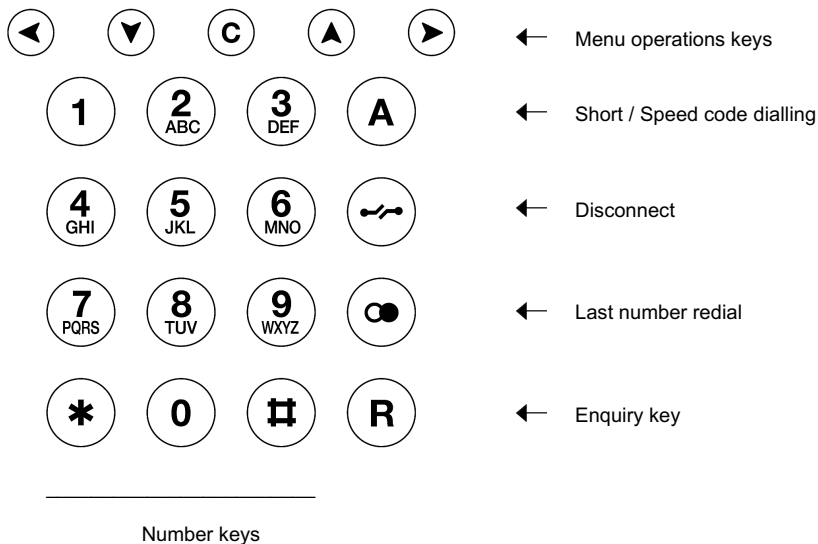 C
Menu operations keys
1 2 3 A
ABC DEF
Short / Speed code dialling
4 5 6
GHI JKL MNO
Disconnect
7 8 9
PQRS TUV WXYZ
Last number redial
* 0 # R
Enquiry key
Number keys